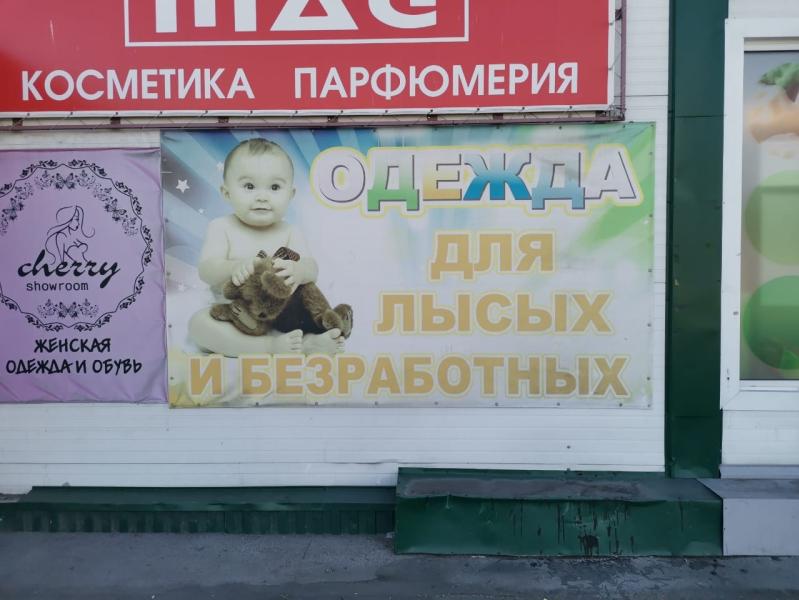 КОСМЕТИКА ПАРФЮМЕРИЯ
cherry
showroom
ЖЕНСКАЯ
ОДЕЖДА И ОБУВЬ
ОДЕЖДА
ДЛЯ
ЛЫСЫХ
И БЕЗРАБОТНЫХ